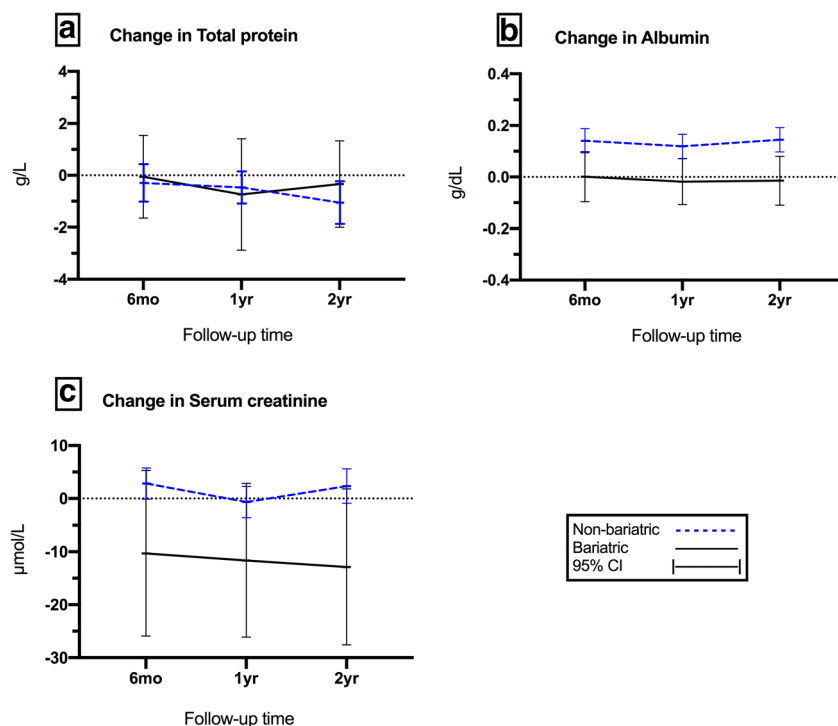 a Change in Total protein
4
2
0
-2
-4
g/L
6mo 1yr 2yr
Follow-up time
b Change in Albumin
0.4
0.2
0.0
-0.2
-0.4
g/dL
6mo 1yr 2yr
Follow-up time
c Change in Serum creatinine
10
0
-10
-20
-30
µmol/L
6mo 1yr 2yr
Follow-up time
Non-bariatric
Bariatric
95% CI